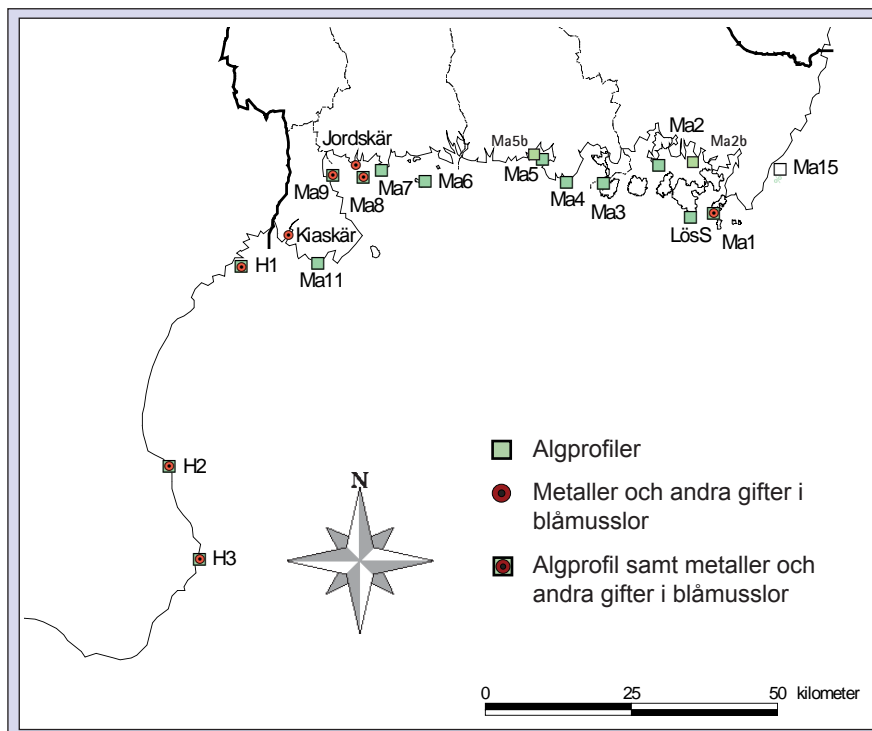 Jordskär
Ma5b
Ma2
Ma2b
Ma5
Ma15
Ma9
Ma8
Ma7
Ma6
Ma4
Ma3
LösS
Ma1
Kiaskär
H1
Ma11
H2
H3
N
Algprofiler
Metaller och andra gifter i
blåmusslor
Algprofil samt metaller och
andra gifter i blåmusslor
0 25 50 kilometer